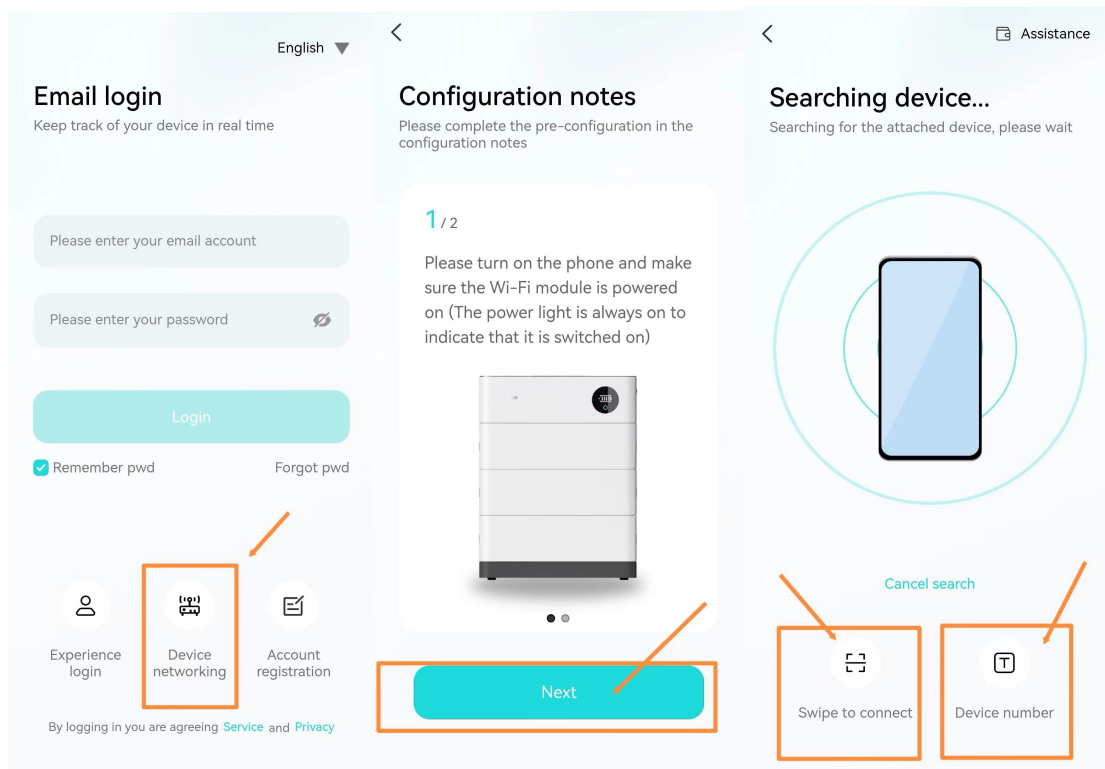 English
Email login
Keep track of your device in real time
Please enter your email account
Please enter your password
Login
Remember pwd
Forgot pwd
Experience
login
Device
networking
Account
registration
By logging in you are agreeing Service and Privacy
Configuration notes
Please complete the pre-configuration in the
configuration notes
1 / 2
Please turn on the phone and make
sure the Wi-Fi module is powered
on (The power light is always on to
indicate that it is switched on)
Next
Assistance
Searching device...
Searching for the attached device, please wait
Cancel search
Swipe to connect
T
Device number